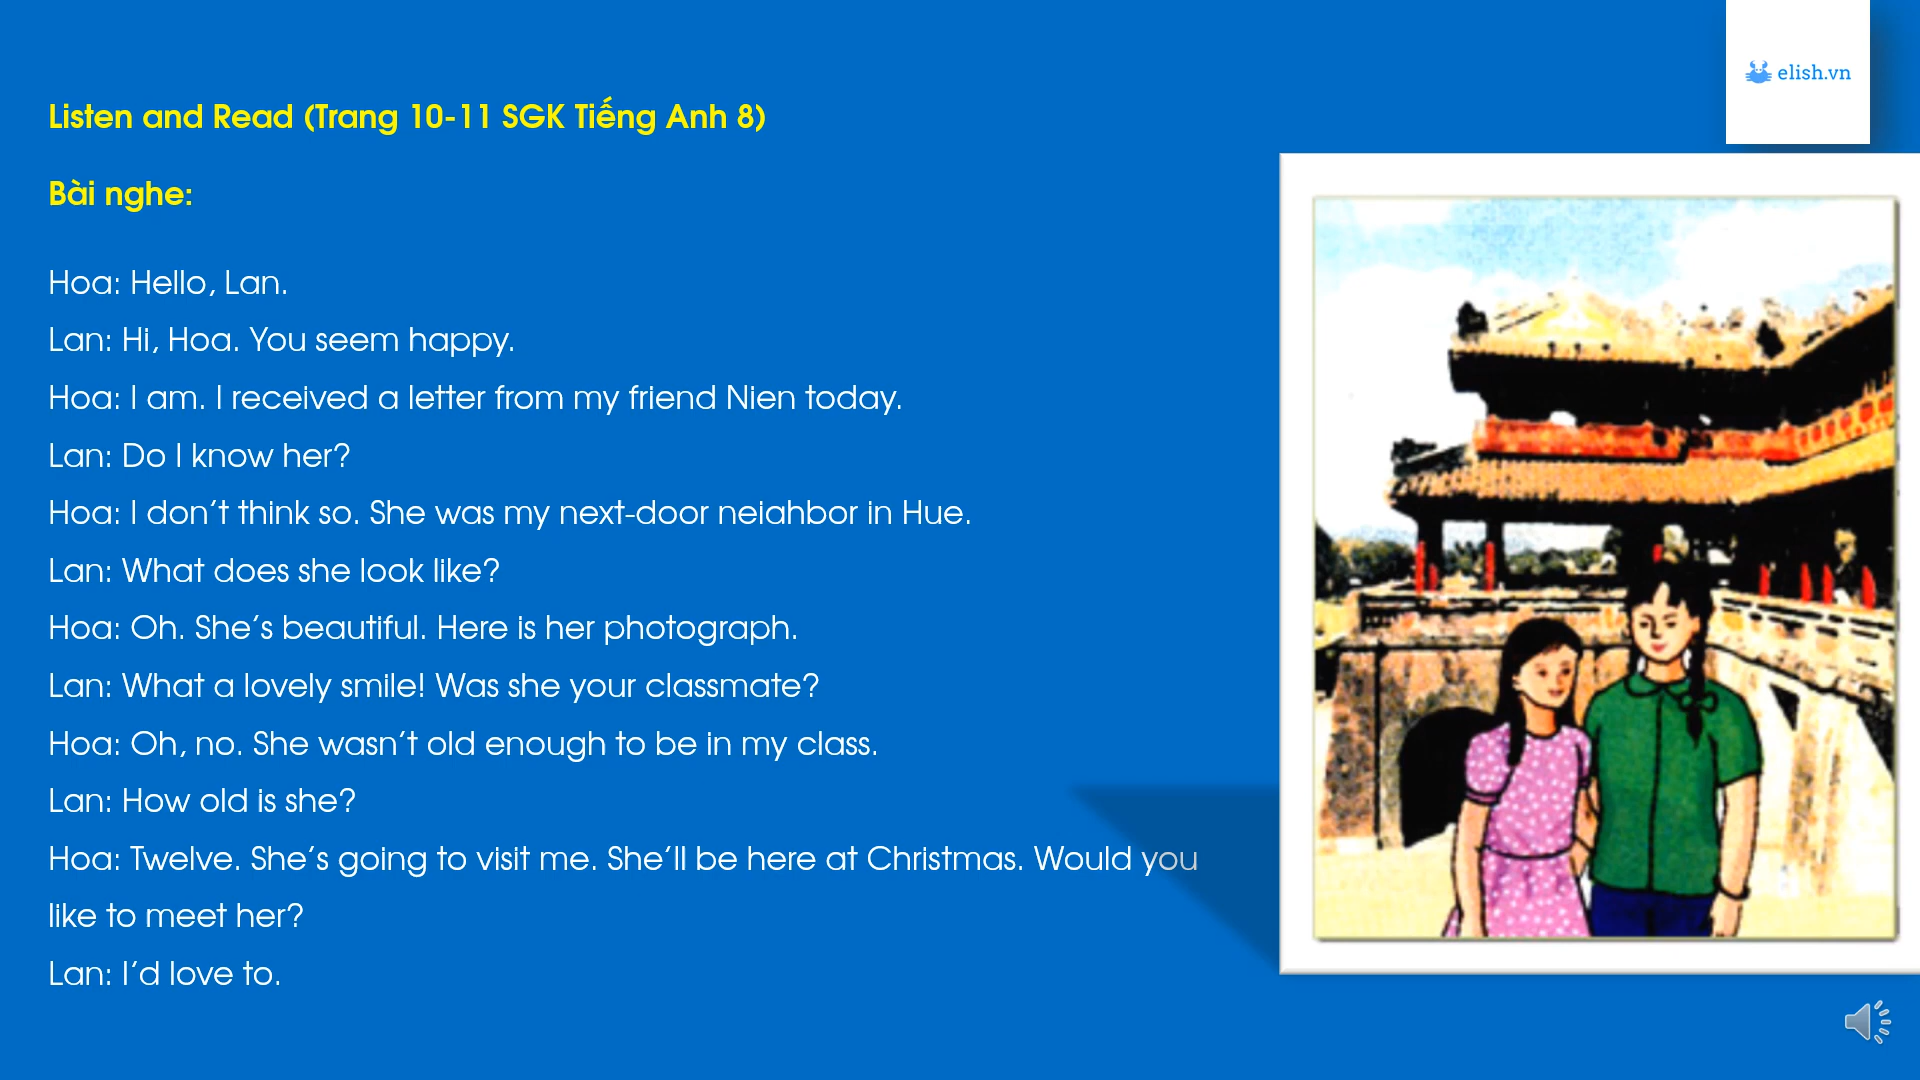 elish.vn
Listen and Read (Trang 10-11 SGK Tiếng Anh 8)
Bài nghe:
Hoa: Hello, Lan.
Lan: Hi, Hoa. You seem happy.
Hoa: I am. I received a letter from my friend Nien today.
Lan: Do I know her?
Hoa: I don’t think so. She was my next-door neiahbor in Hue.
Lan: What does she look like?
Hoa: Oh. She’s beautiful. Here is her photograph.
Lan: What a lovely smile! Was she your classmate?
Hoa: Oh, no. She wasn’t old enough to be in my class.
Lan: How old is she?
Hoa: Twelve. She’s going to visit me. She’ll be here at Christmas. Would you
like to meet her?
Lan: I’d love to.